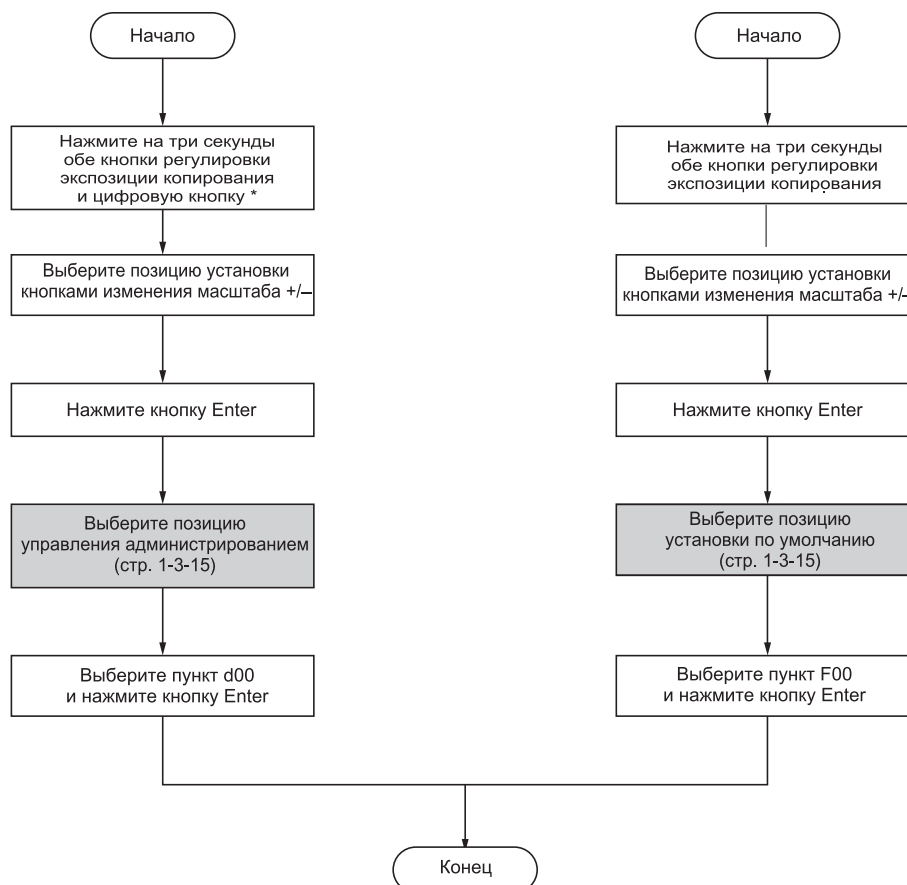 Начало
Нажмите на три секунды
обе кнопки регулировки
экспозиции копирования
и цифровую кнопку *
Выберите позицию установки
кнопками изменения масштаба +/–
Нажмите кнопку Enter
Выберите позицию
управления администрированием
(стр. 1-3-15)
Выберите пункт d00
и нажмите кнопку Enter
Начало
Нажмите на три секунды
обе кнопки регулировки
экспозиции копирования
Выберите позицию установки
кнопками изменения масштаба +/–
Нажмите кнопку Enter
Выберите позицию
установки по умолчанию
(стр. 1-3-15)
Выберите пункт F00
и нажмите кнопку Enter
Конец